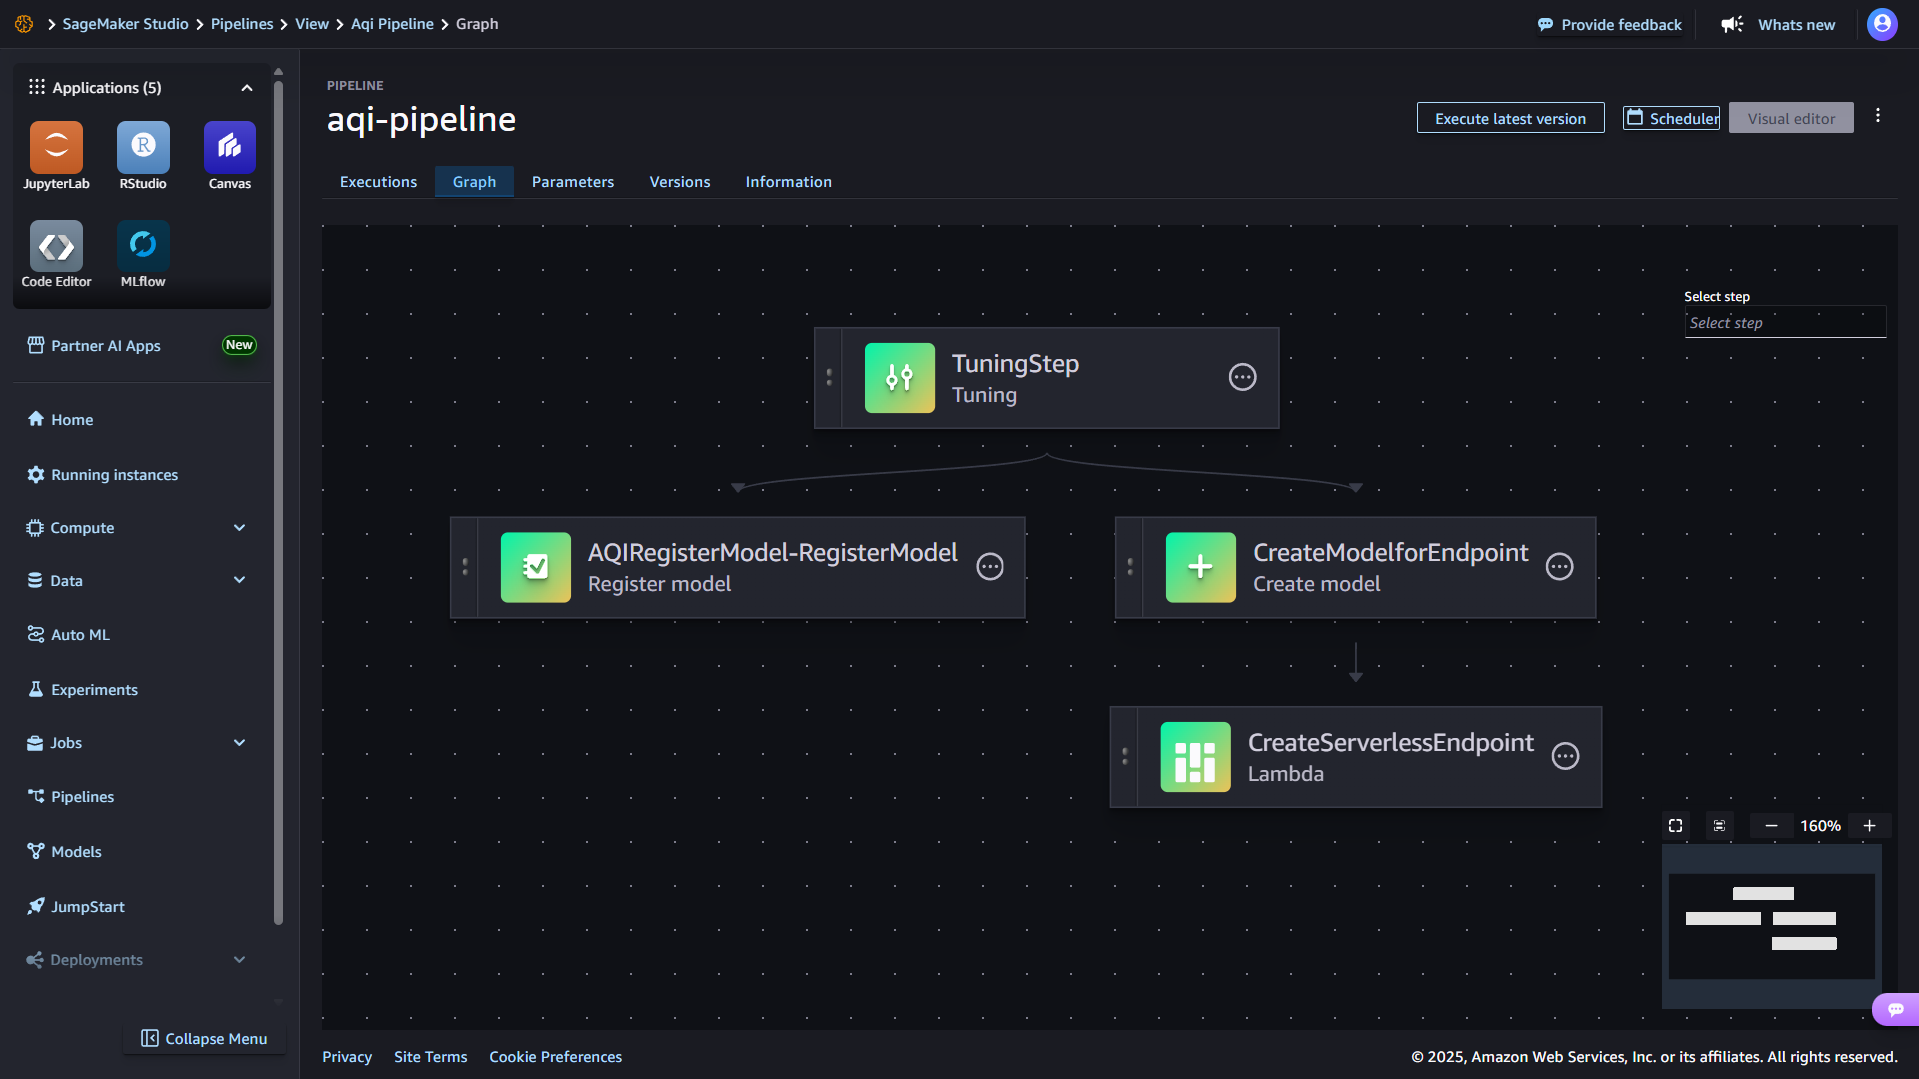 SageMaker Studio > Pipelines > View > Aqi Pipeline > Graph
Provide feedback
Whats new
Applications (5)
JupyterLab
RStudio
Canvas
Code Editor
MLflow
Partner AI Apps
New
Home
Running instances
Compute
Data
Auto ML
Experiments
Jobs
Pipelines
Models
JumpStart
Deployments
Collapse Menu
PIPELINE
aqi-pipeline
Execute latest version
Scheduler
Visual editor
Executions
Graph
Parameters
Versions
Information
Select step
Select step
TuningStep
Tuning
AQIRegisterModel-RegisterModel
Register model
CreateModelforEndpoint
Create model
CreateServerlessEndpoint
Lambda
160%
Privacy
Site Terms
Cookie Preferences
© 2025, Amazon Web Services, Inc. or its affiliates. All rights reserved.